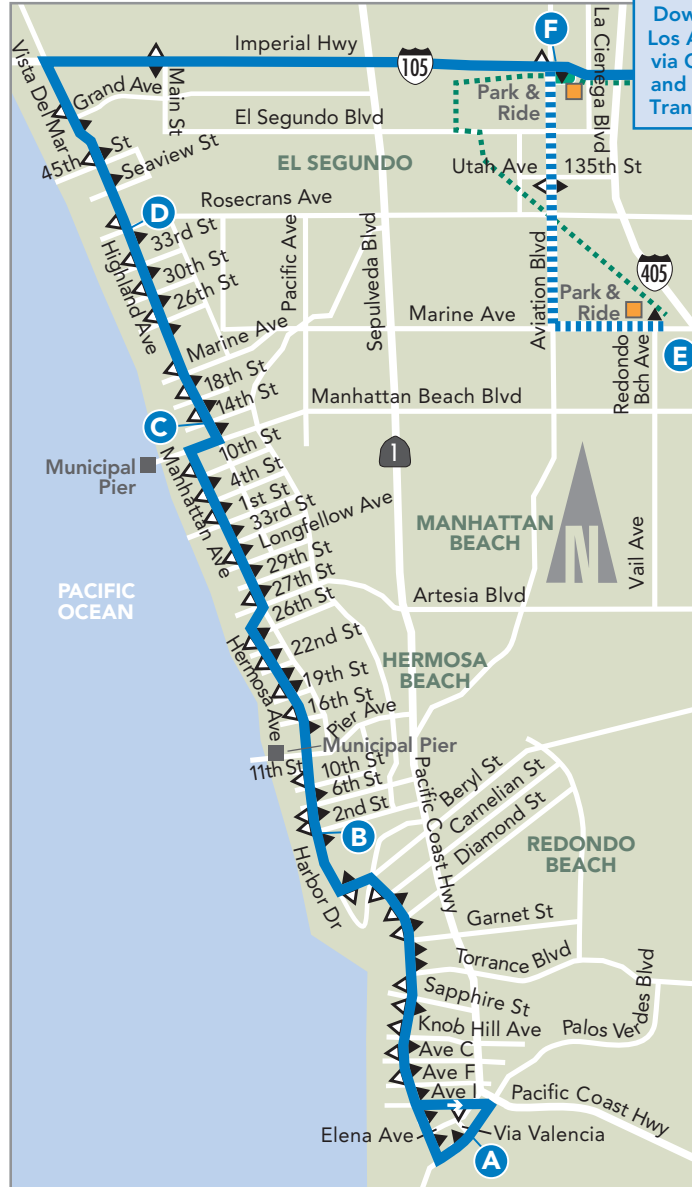 F
Dow
Los A
via C
and
Tran
Imperial Hwy
105
La Cienega Blvd
Vista Del Mar
Grand Ave
Main St
Park &
Ride
El Segundo Blvd
45th St
Seaview St
EL SEGUNDO
Utah Ave
135th St
Rosecrans Ave
D
33rd St
30th St
26th St
Highland Ave
Pacific Ave
Sepulveda Blvd
Aviation Blvd
405
Park &
Ride
Marine Ave
Marine Ave
E
Redondo
Bch Ave
18th St
14th St
Manhattan Beach Blvd
C
10th St
1
Municipal
Pier
Manhattan Ave
4th St
1st St
33rd St
Longfellow Ave
MANHATTAN
BEACH
N
Vail Ave
29th St
27th St
26th St
PACIFIC
OCEAN
Artesia Blvd
22nd St
HERMOSA
BEACH
Hermosa Ave
19th St
16th St
Pier Ave
Municipal Pier
11th St
10th St
6th St
2nd St
B
Pacific Coast Hwy
Beryl St
Carnelian St
Diamond St
REDONDO
BEACH
Harbor Dr
Garnet St
Torrance Blvd
Sapphire St
Knob Hill Ave
Palos Verdes Blvd
Ave C
Ave F
Ave I
Pacific Coast Hwy
Elena Ave
Via Valencia
A